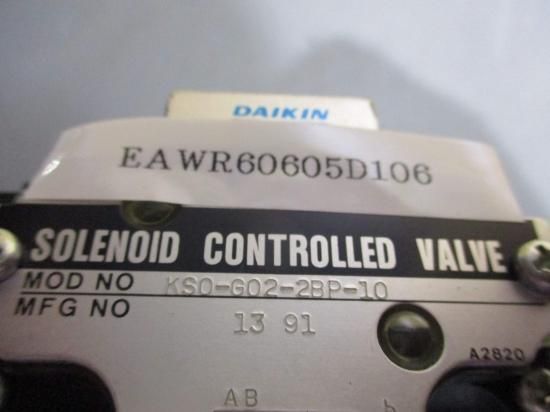 DAIKIN
EAWR60605D106
SOLENOID CONTROLLED VALVE
MOD NO KSO-G02-2BP-10
MFG NO 13 91
A2820
AB
b